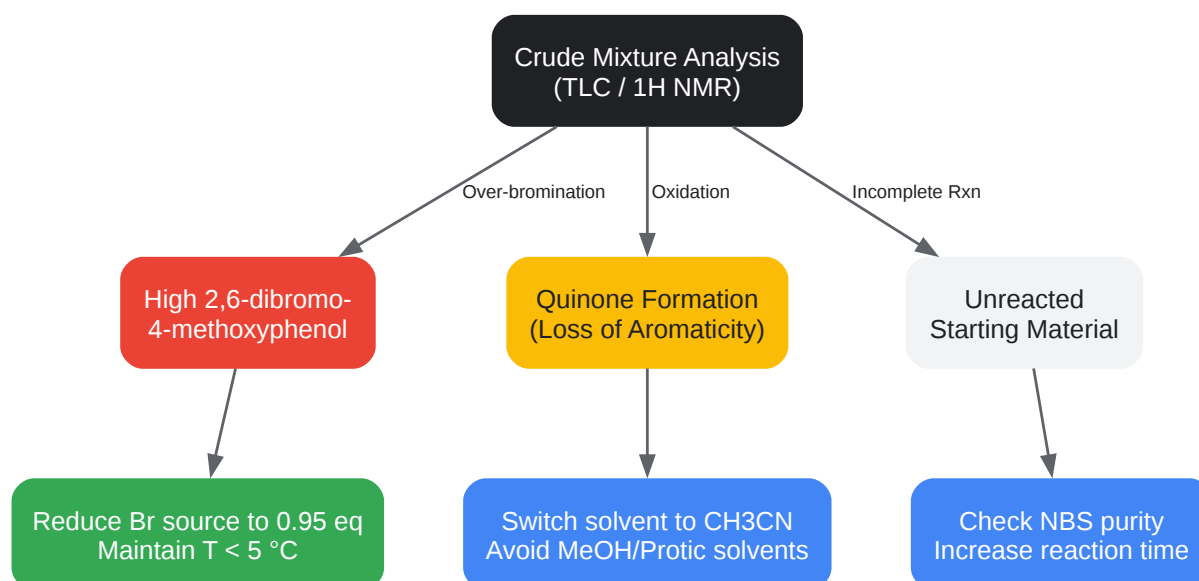 Crude Mixture Analysis
(TLC / 1H NMR)
Over-bromination
Oxidation
Incomplete Rxn
High 2,6-dibromo-
4-methoxyphenol
Quinone Formation
(Loss of Aromaticity)
Unreacted
Starting Material
Reduce Br source to 0.95 eq
Maintain T < 5 °C
Switch solvent to CH3CN
Avoid MeOH/Protic solvents
Check NBS purity
Increase reaction time